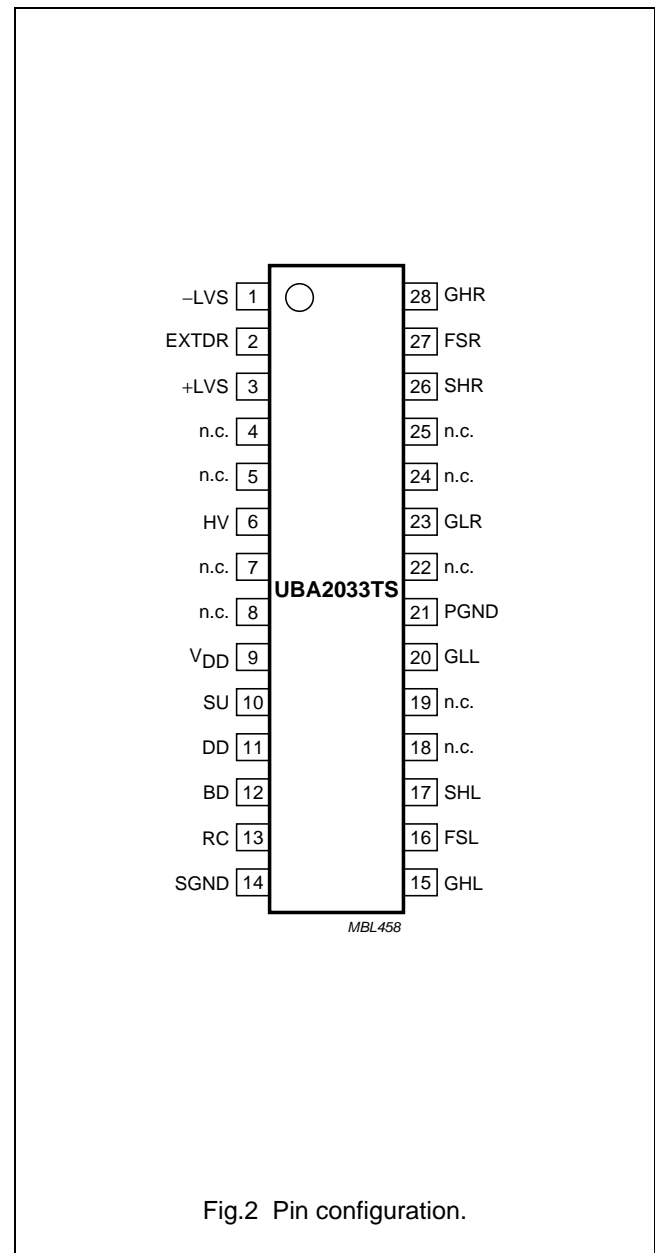 −LVS 1 28 GHR
EXTDR 2 27 FSR
+LVS 3 26 SHR
n.c. 4 25 n.c.
n.c. 5 24 n.c.
HV 6 23 GLR
n.c. 7 22 n.c.
UBA2033TS
n.c. 8 21 PGND
VDD 9 20 GLL
SU 10 19 n.c.
DD 11 18 n.c.
BD 12 17 SHL
RC 13 16 FSL
SGND 14 15 GHL
MBL458
Fig.2 Pin configuration.